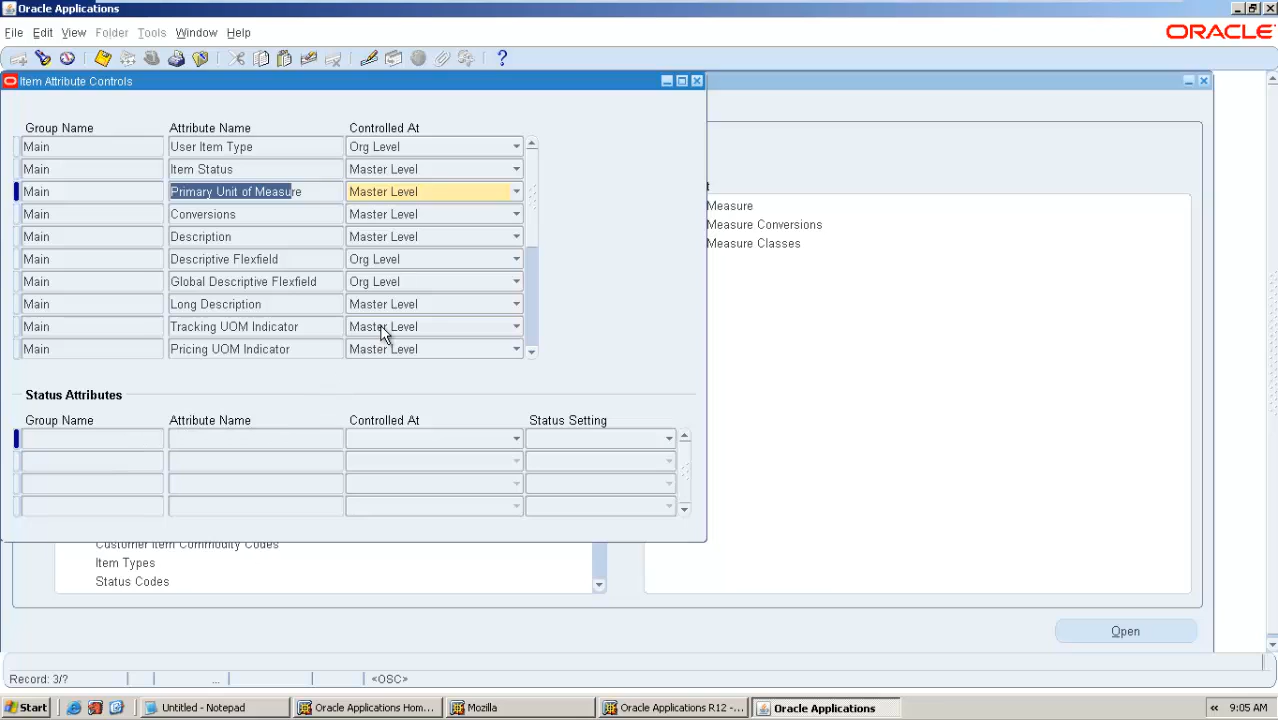 Oracle Applications
File Edit View Folder Tools Window Help
ORACLE
Item Attribute Controls
Group Name Attribute Name Controlled At
Main User Item Type Org Level
Main Item Status Master Level
Main Primary Unit of Measure Master Level
Main Conversions Master Level
Main Description Master Level
Main Descriptive Flexfield Org Level
Main Global Descriptive Flexfield Org Level
Main Long Description Master Level
Main Tracking UOM Indicator Master Level
Main Pricing UOM Indicator Master Level
t
Measure
Measure Conversions
Measure Classes
Status Attributes
Group Name Attribute Name Controlled At Status Setting
Customer Item Commodity Codes
Item Types
Status Codes
Open
Record: 3/? ... <OSC>
Start Untitled - Notepad Oracle Applications Hom... Mozilla Oracle Applications R12 -... Oracle Applications « 9:05 AM